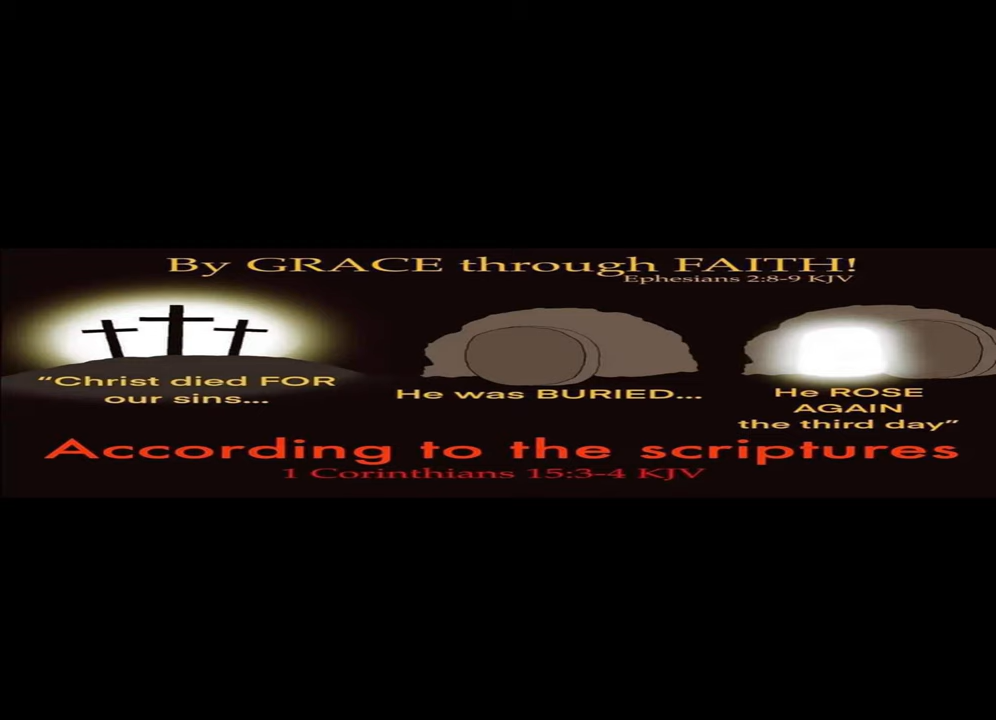 By GRACE through FAITH!
Ephesians 2:8-9 KJV
“Christ died FOR
our sins...
He was BURIED...
He ROSE
AGAIN
the third day”
According to the scriptures
1 Corinthians 15:3-4 KJV